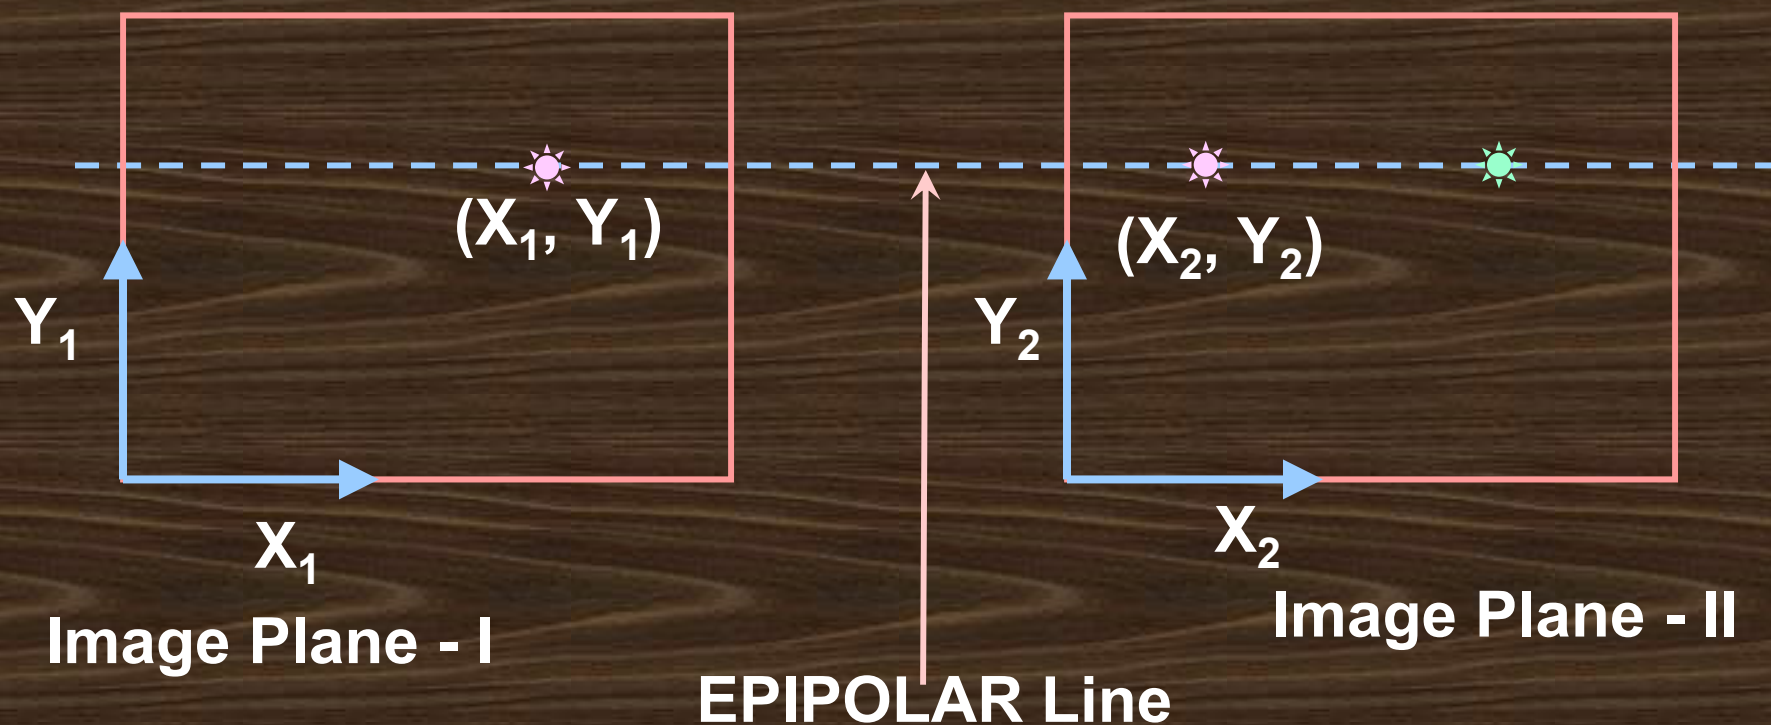 (X₁, Y₁)
(X₂, Y₂)
Y₁
Y₂
X₁
X₂
Image Plane - I
Image Plane - II
EPIPOLAR Line